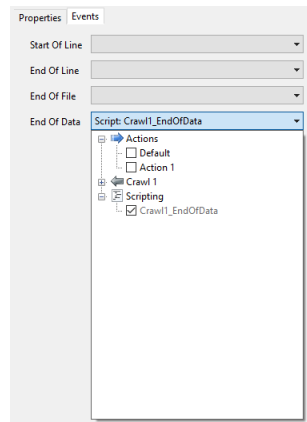 Properties Events
Start Of Line
End Of Line
End Of File
End Of Data Script: Crawl1_EndOfData
Actions
Default
Action 1
Crawl 1
Scripting
Crawl1_EndOfData